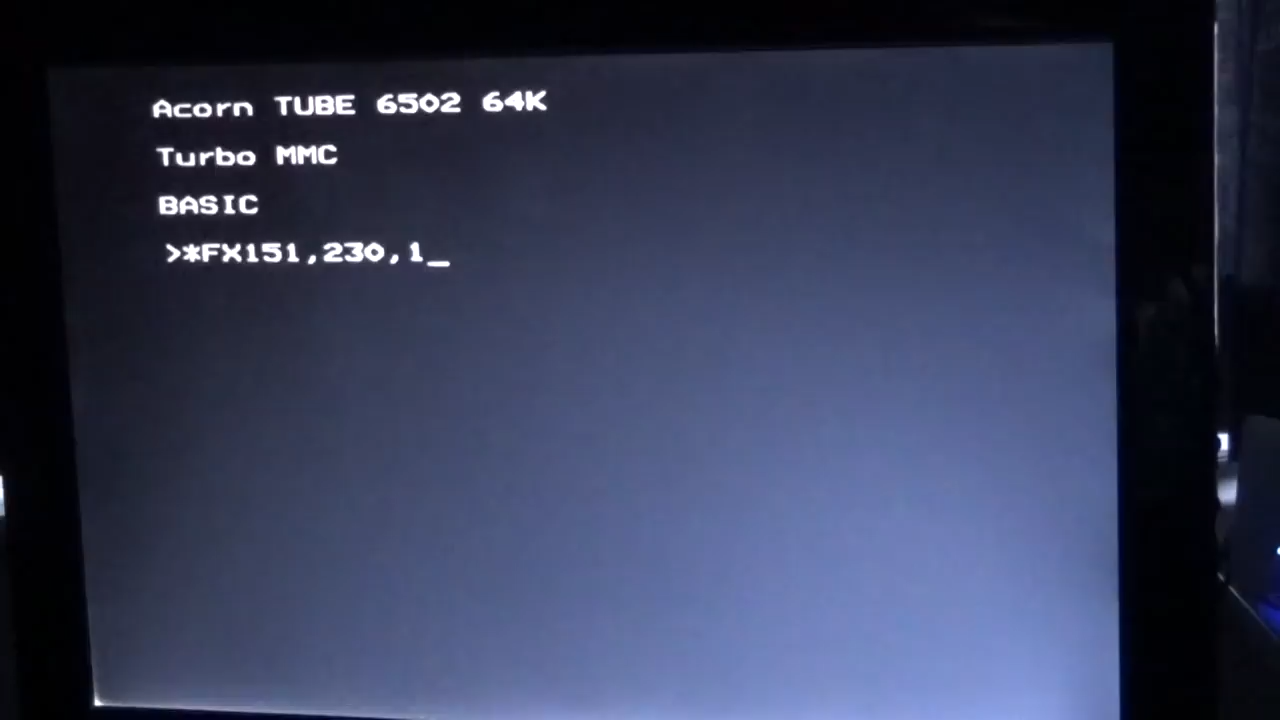 Acorn TUBE 6502 64K
Turbo MMC
BASIC
>*FX151,230,1_